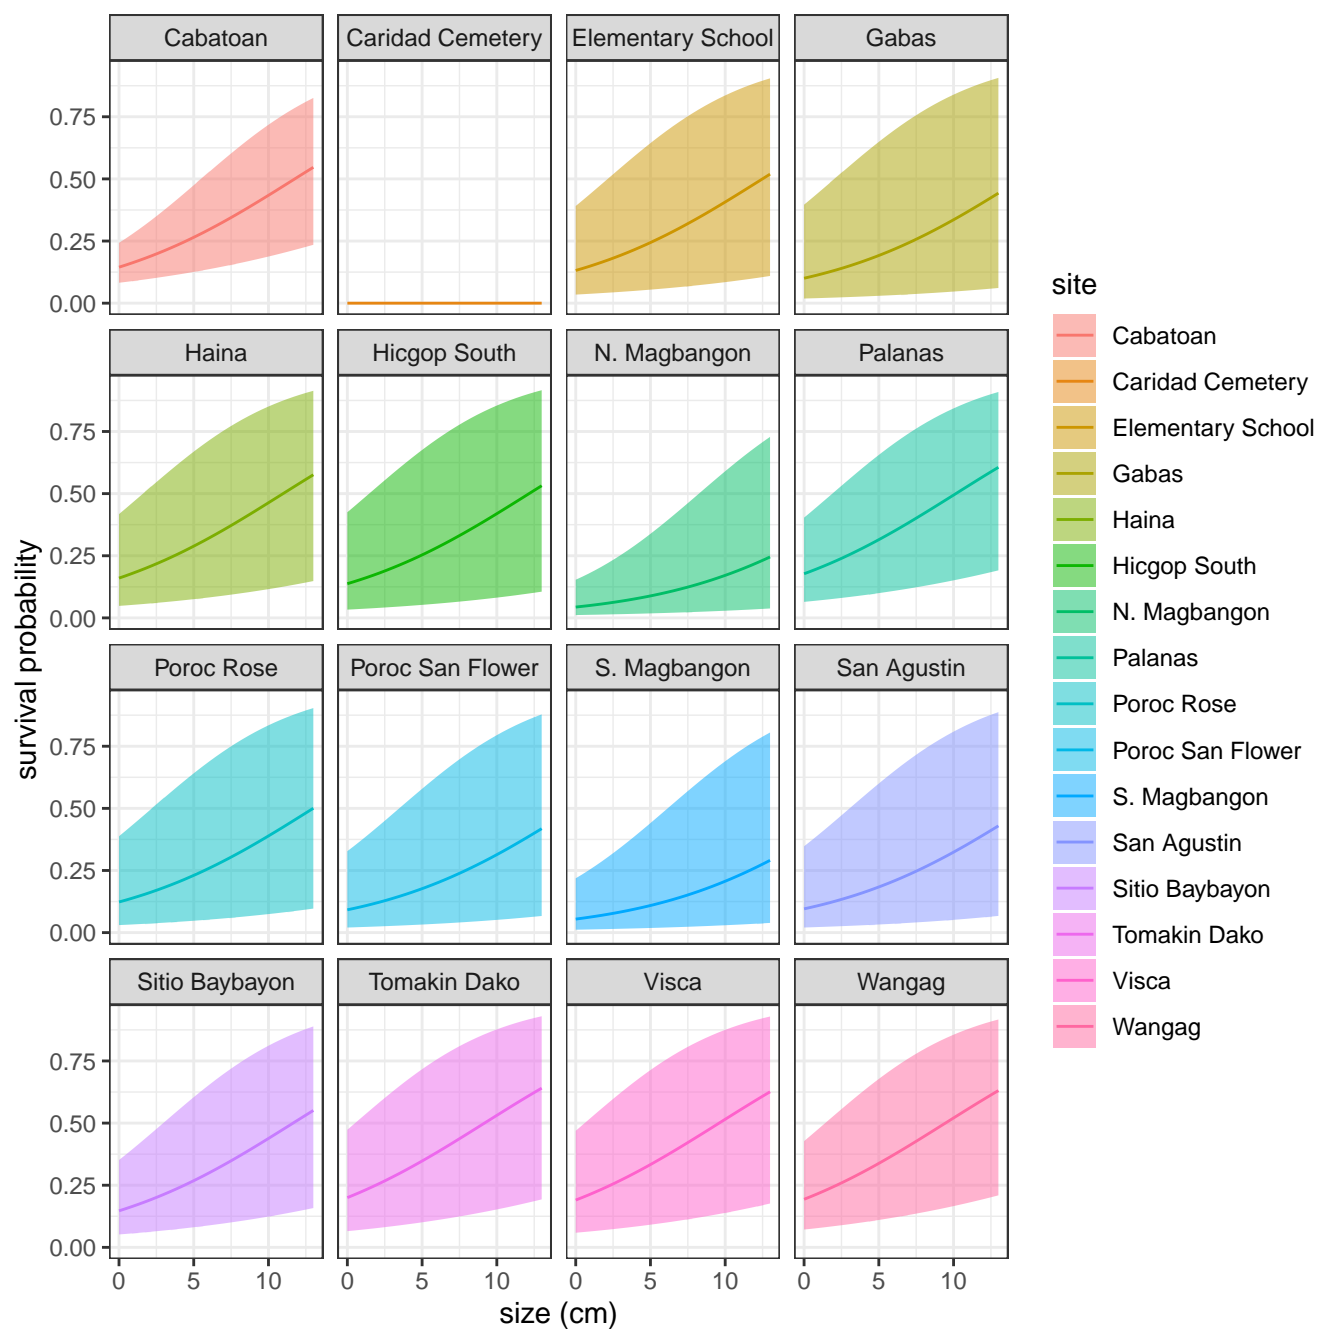 Cabatoan
Caridad Cemetery
Elementary School
Gabas
0.75
0.50
0.25
0.00
Haina
Hicgop South
N. Magbangon
Palanas
0.75
0.50
0.25
0.00
Poroc Rose
Poroc San Flower
S. Magbangon
San Agustin
0.75
0.50
0.25
0.00
Sitio Baybayon
Tomakin Dako
Visca
Wangag
0.75
0.50
0.25
0.00
0 5 10
0 5 10
0 5 10
0 5 10
size (cm)
survival probability
site
Cabatoan
Caridad Cemetery
Elementary School
Gabas
Haina
Hicgop South
N. Magbangon
Palanas
Poroc Rose
Poroc San Flower
S. Magbangon
San Agustin
Sitio Baybayon
Tomakin Dako
Visca
Wangag